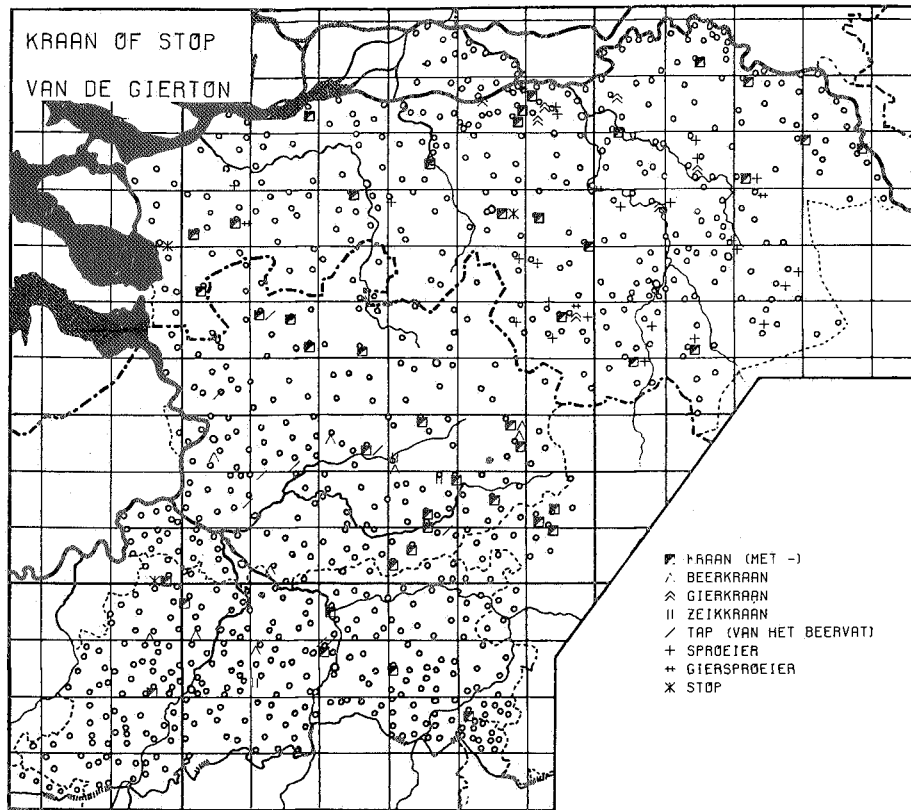 KRAAN OF STOP
VAN DE GIERTON
KRAAN (MET -)
BEERKRAAN
GIERKRAAN
ZEIKKRAAN
TAP (VAN HET BEERVAT)
SPROEIER
GIERSPROEIER
STOP